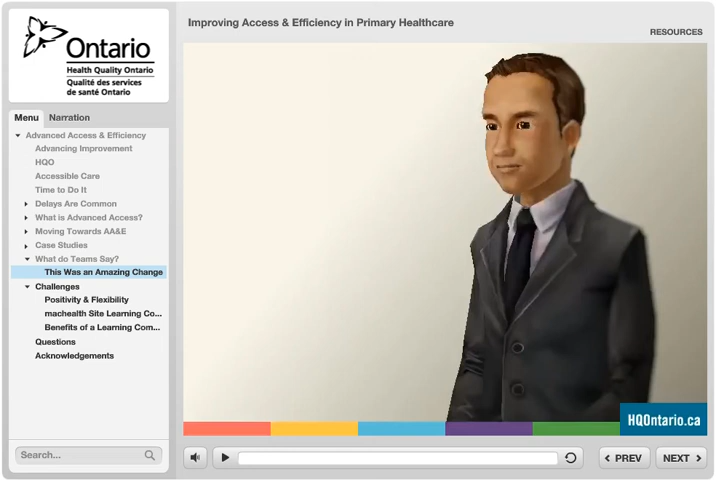 Ontario
Health Quality Ontario
Qualité des services
de santé Ontario
Improving Access & Efficiency in Primary Healthcare
RESOURCES
Menu
Narration
Advanced Access & Efficiency
Advancing Improvement
HQO
Accessible Care
Time to Do It
Delays Are Common
What is Advanced Access?
Moving Towards AA&E
Case Studies
What do Teams Say?
This Was an Amazing Change
Challenges
Positivity & Flexibility
machealth Site Learning Co...
Benefits of a Learning Com...
Questions
Acknowledgements
Search...
HQOntario.ca
PREV
NEXT